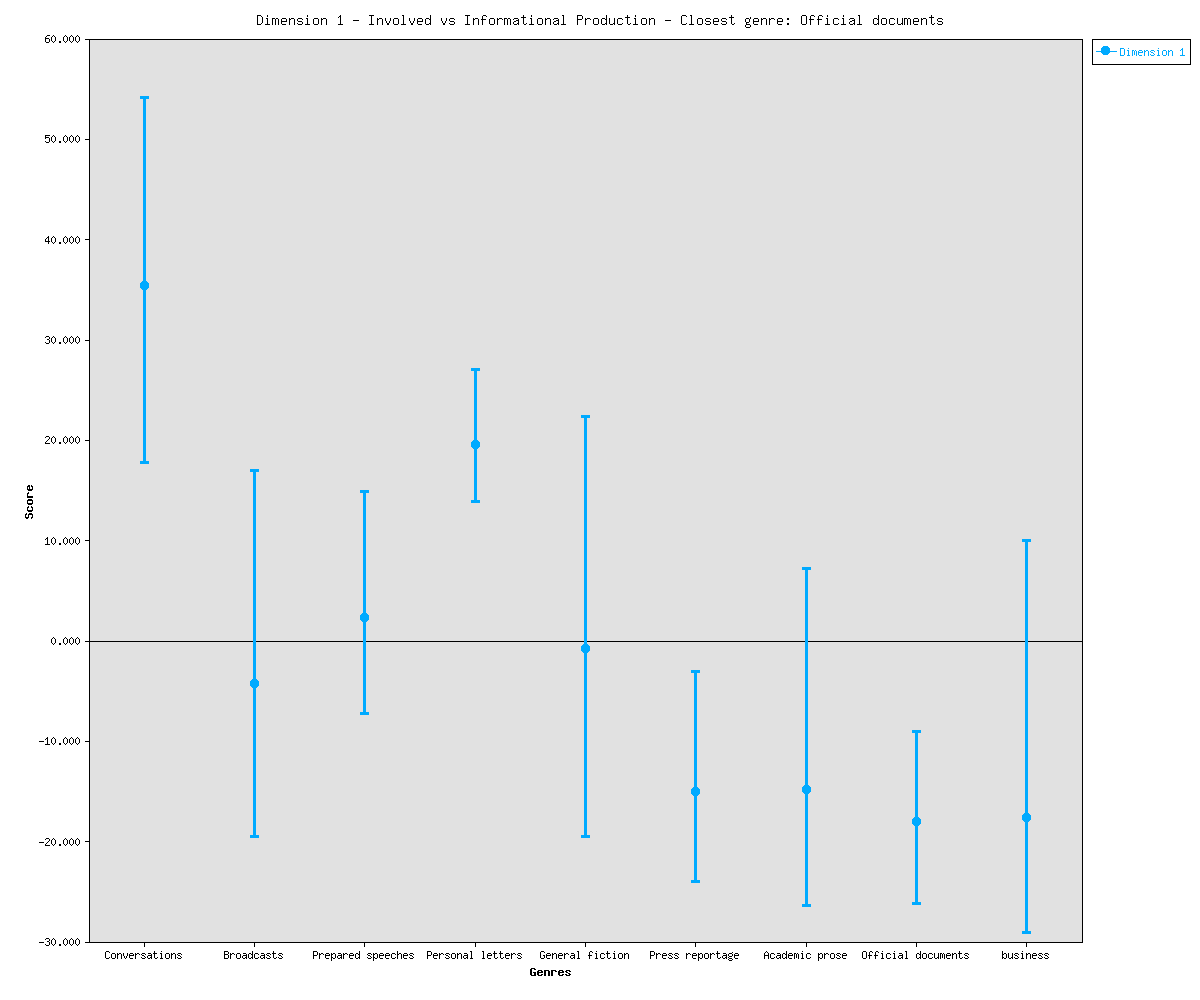 Dimension 1 - Involved vs Informational Production - Closest genre: Official documents
Dimension 1
60.000
50.000
40.000
30.000
20.000
10.000
0.000
-10.000
-20.000
-30.000
Score
Conversations Broadcasts Prepared speeches Personal letters General fiction Press reportage Academic prose Official documents business
Genres